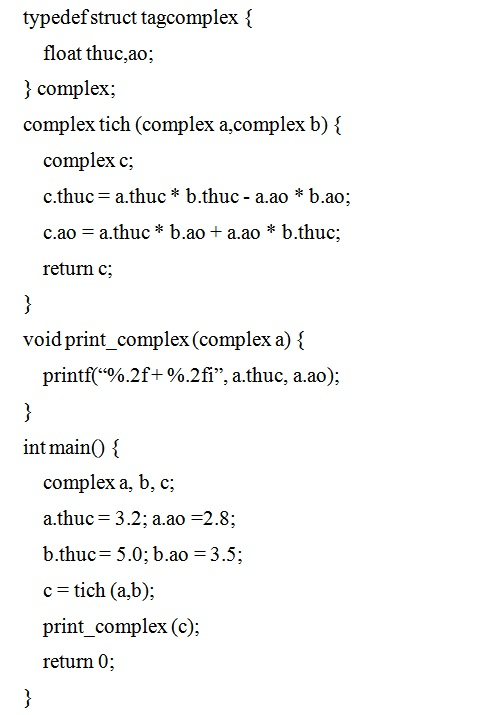 typedef struct tagcomplex {
float thuc,ao;
} complex;
complex tich (complex a,complex b) {
complex c;
c.thuc = a.thuc * b.thuc - a.ao * b.ao;
c.ao = a.thuc * b.ao + a.ao * b.thuc;
return c;
}
void print_complex (complex a) {
printf(“%.2f + %.2fi”, a.thuc, a.ao);
}
int main() {
complex a, b, c;
a.thuc = 3.2; a.ao =2.8;
b.thuc = 5.0; b.ao = 3.5;
c = tich (a,b);
print_complex (c);
return 0;
}